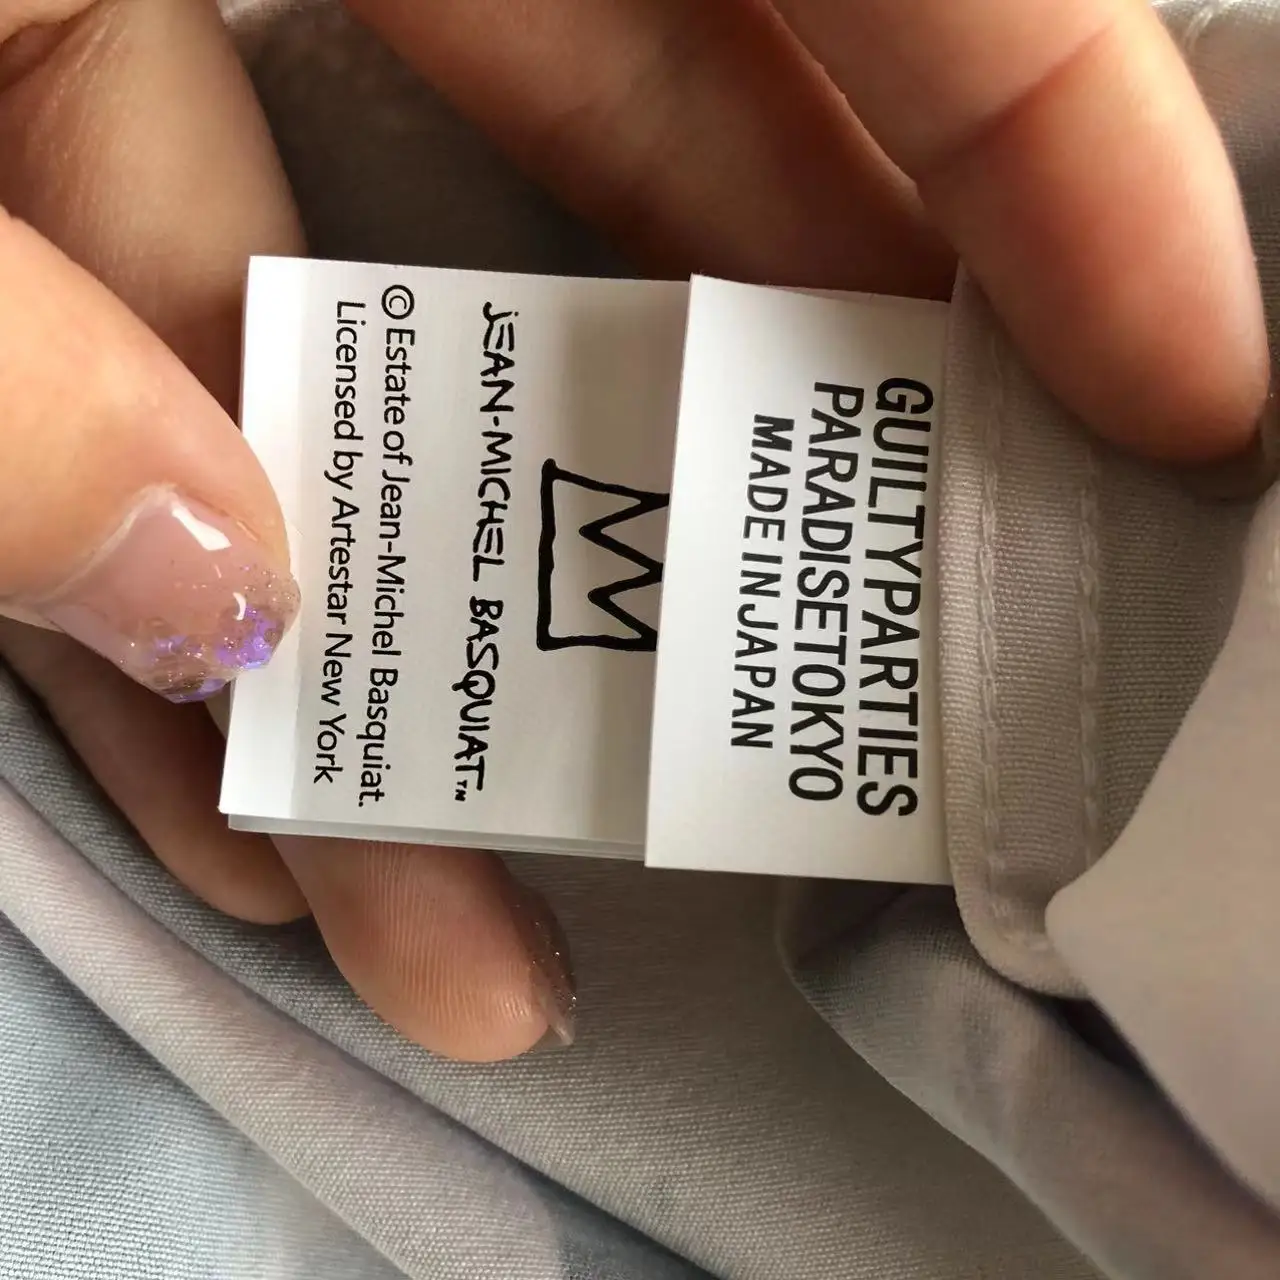 GUILTYPARTIES
PARADISETOKYO
MADE IN JAPAN
JEAN-MICHEL BASQUIAT™
© Estate of Jean-Michel Basquiat.
Licensed by Artestar New York